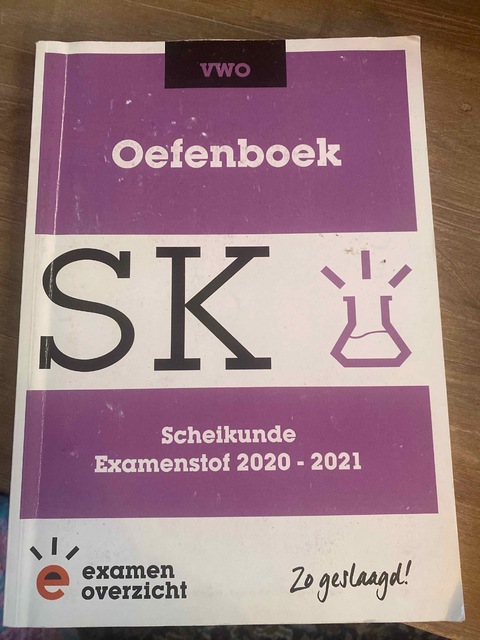 VWO
Oefenboek
SK
Scheikunde
Examenstof 2020 - 2021
e examen
overzicht
Zo geslaagd!